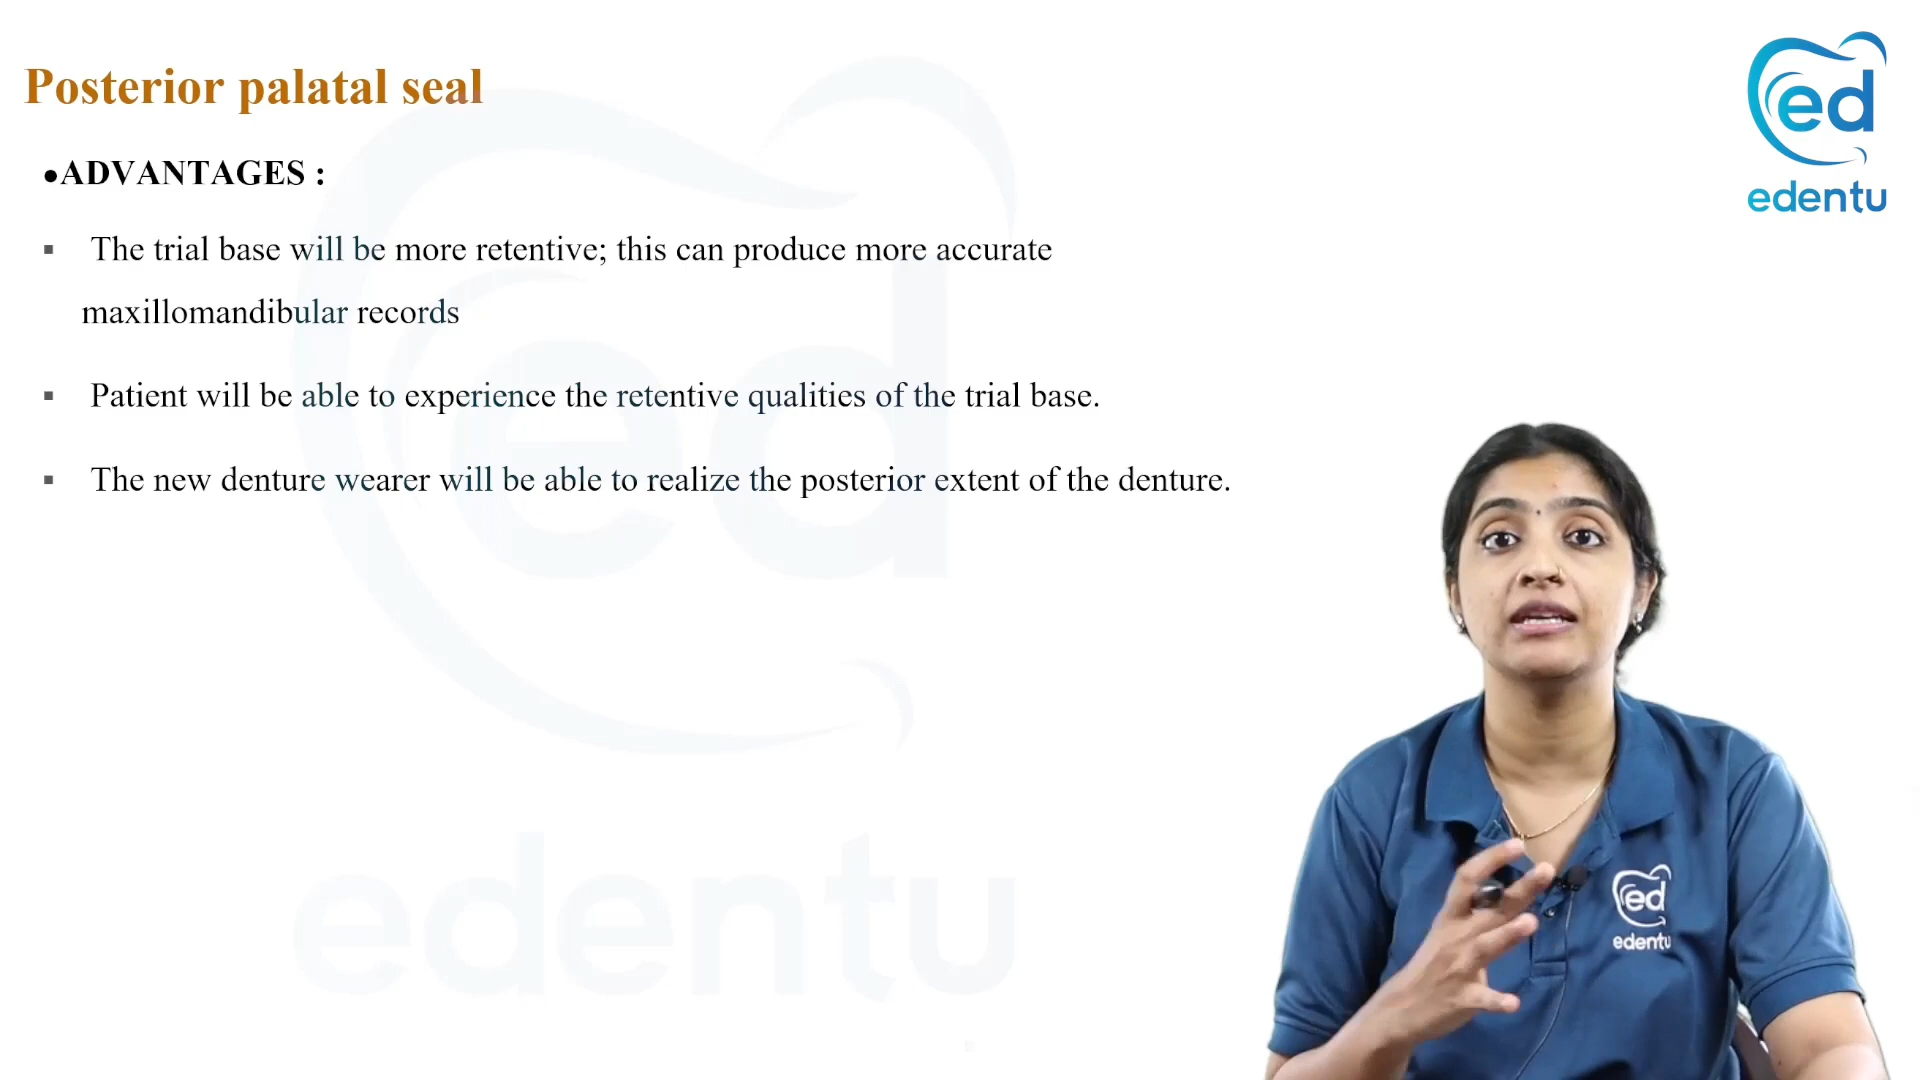 Posterior palatal seal
ed
edentu
●ADVANTAGES :
▪ The trial base will be more retentive; this can produce more accurate
maxillomandibular records
▪ Patient will be able to experience the retentive qualities of the trial base.
▪ The new denture wearer will be able to realize the posterior extent of the denture.
ed
edentu
ed
edentu